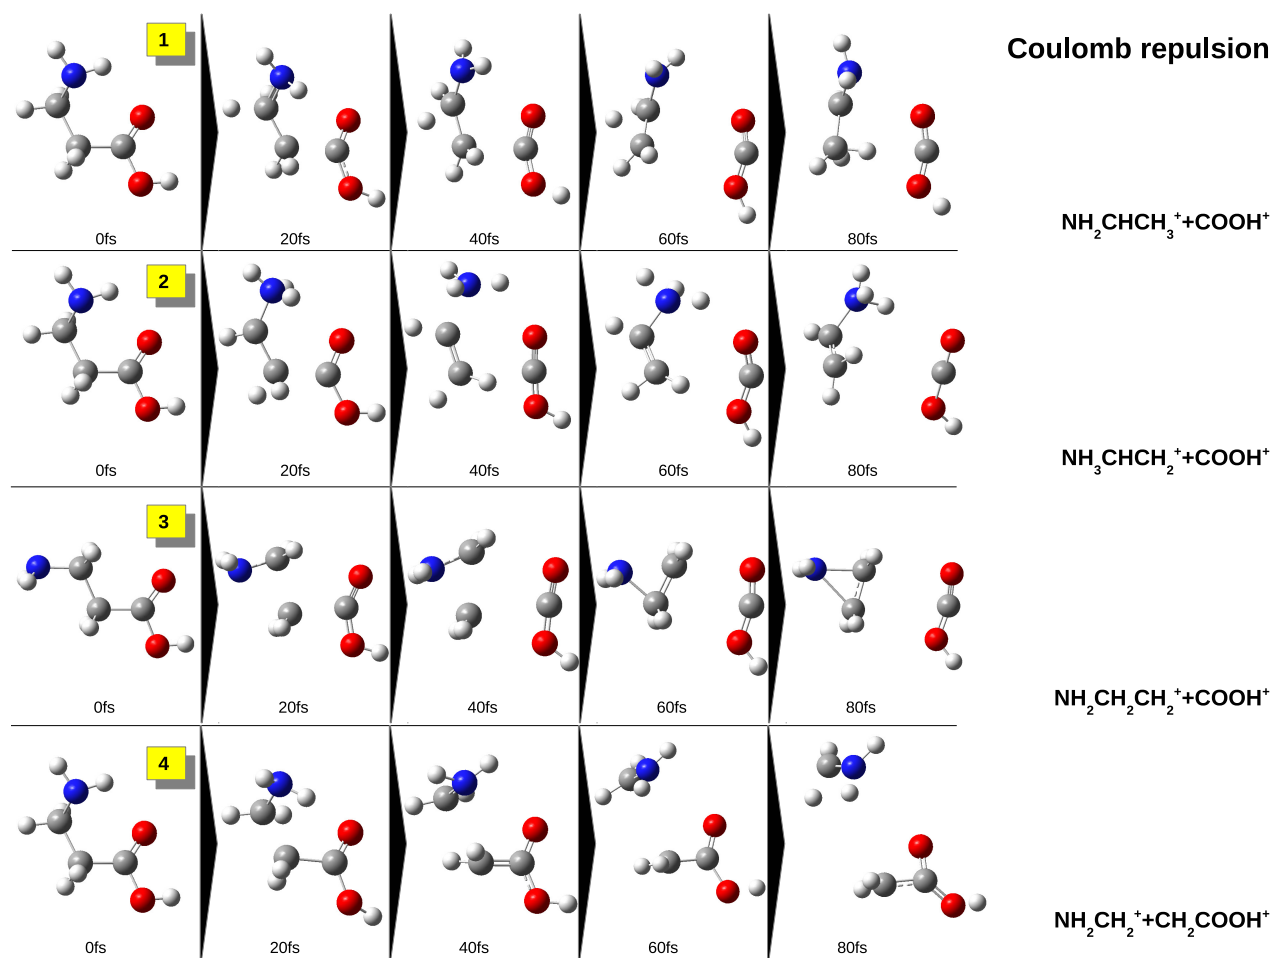 Coulomb repulsion
1
0fs
20fs
40fs
60fs
80fs
NH₂CHCH₃⁺+COOH⁺
2
0fs
20fs
40fs
60fs
80fs
NH₃CHCH₂⁺+COOH⁺
3
0fs
20fs
40fs
60fs
80fs
NH₂CH₂CH₂⁺+COOH⁺
4
0fs
20fs
40fs
60fs
80fs
NH₂CH₂⁺+CH₂COOH⁺